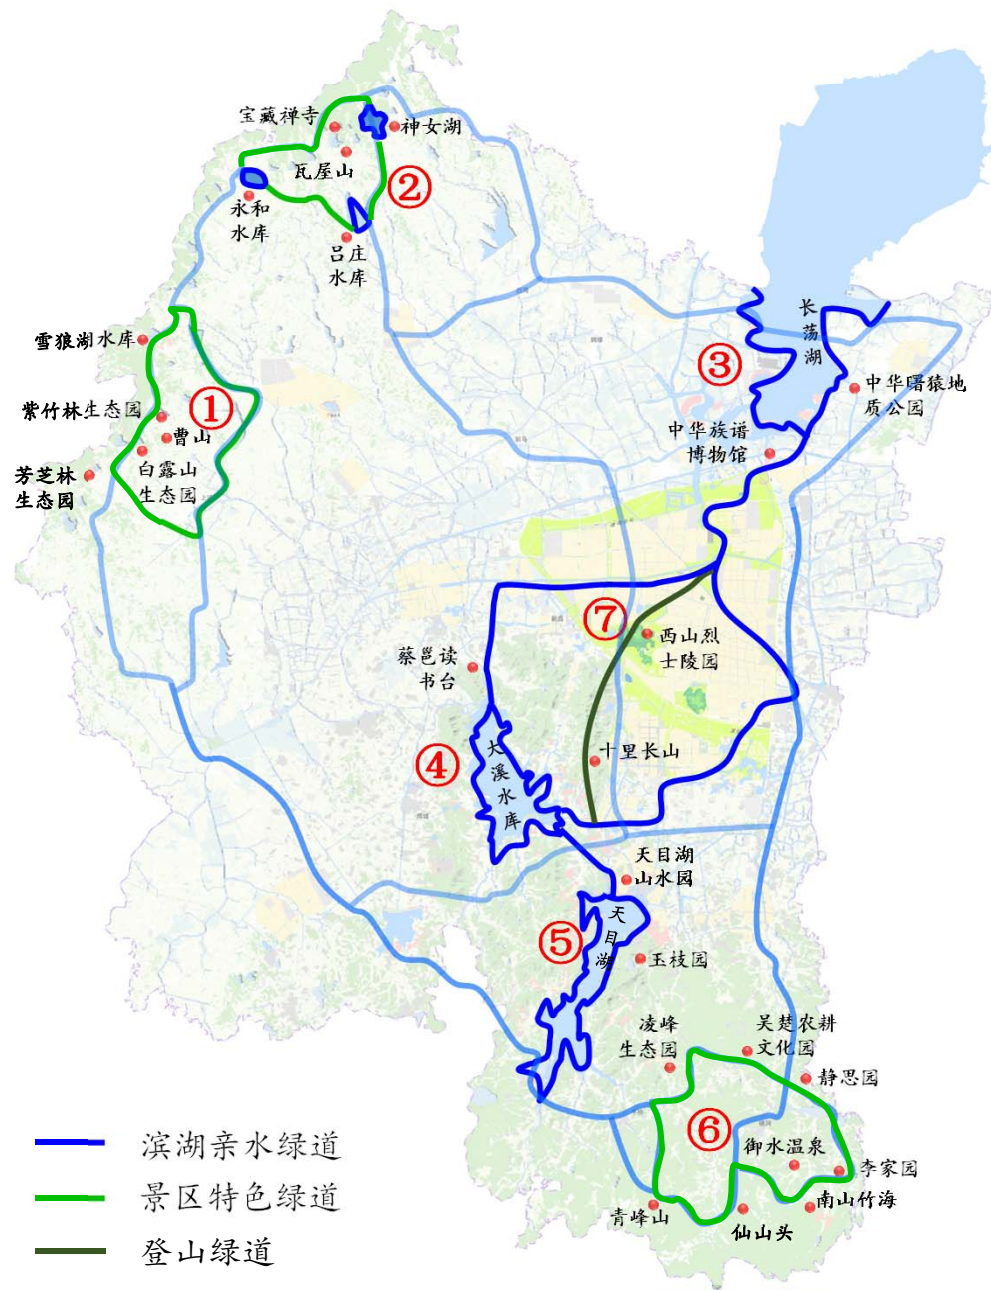 宝藏禅寺
神女湖
瓦屋山
②
永和
水库
吕庄
水库
长荡湖
雪狼湖水库
③
中华曙猿地
质公园
紫竹林生态园
①
曹山
中华族谱
博物馆
白露山
生态园
芳芝林
生态园
⑦
西山烈
士陵园
蔡邕读
书台
④
大溪水库
十里长山
天目湖
山水园
⑤
天目湖
玉枝园
凌峰
生态园
吴楚农耕
文化园
静思园
⑥
御水温泉
李家园
南山竹海
青峰山
仙山头
滨湖亲水绿道
景区特色绿道
登山绿道